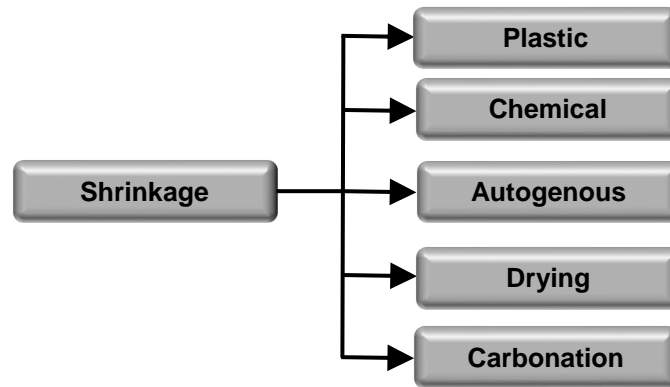 Plastic
Chemical
Shrinkage
Autogenous
Drying
Carbonation